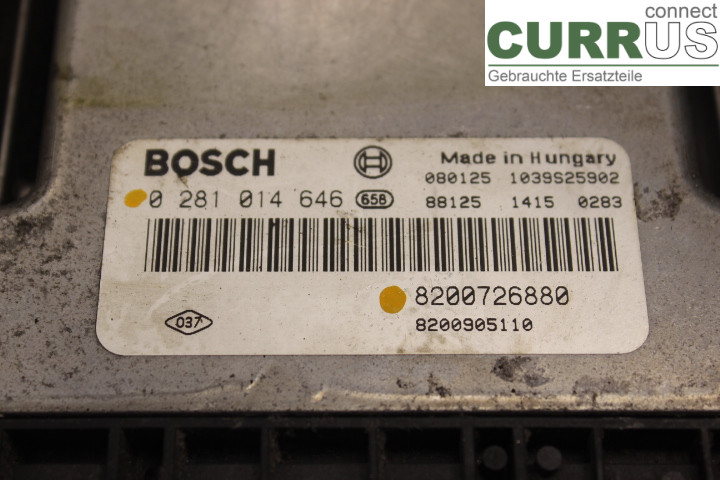 connect
CURRUS
Gebrauchte Ersatzteile
BOSCH
Made in Hungary
080125 1039S25902
0 281 014 646 658
88125 1415 0283
8200726880
037
8200905110